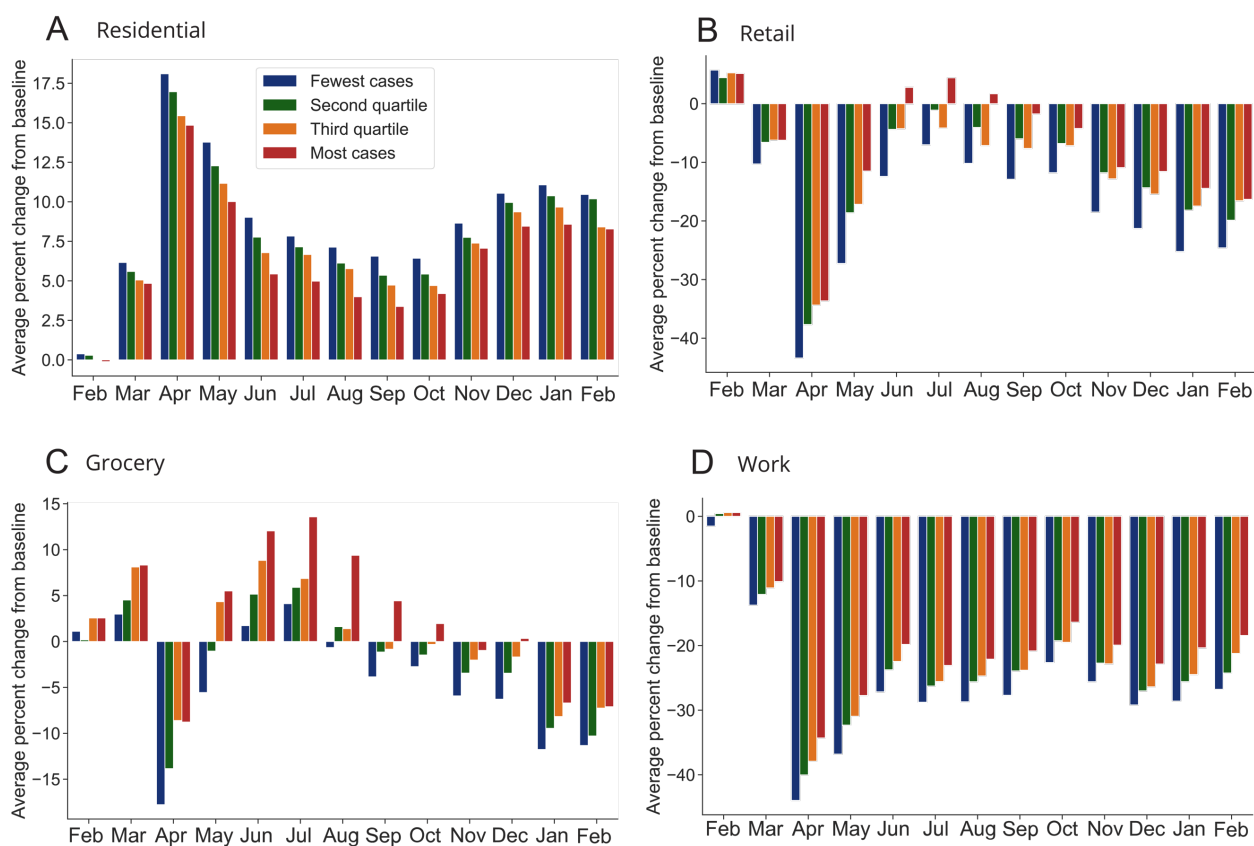 A Residential
Average percent change from baseline
17.5
15.0
12.5
10.0
7.5
5.0
2.5
0.0
Fewest cases
Second quartile
Third quartile
Most cases
Feb Mar Apr May Jun Jul Aug Sep Oct Nov Dec Jan Feb
B Retail
Average percent change from baseline
0
−10
−20
−30
−40
Feb Mar Apr May Jun Jul Aug Sep Oct Nov Dec Jan Feb
C Grocery
Average percent change from baseline
15
10
5
0
−5
−10
−15
Feb Mar Apr May Jun Jul Aug Sep Oct Nov Dec Jan Feb
D Work
Average percent change from baseline
0
−10
−20
−30
−40
Feb Mar Apr May Jun Jul Aug Sep Oct Nov Dec Jan Feb